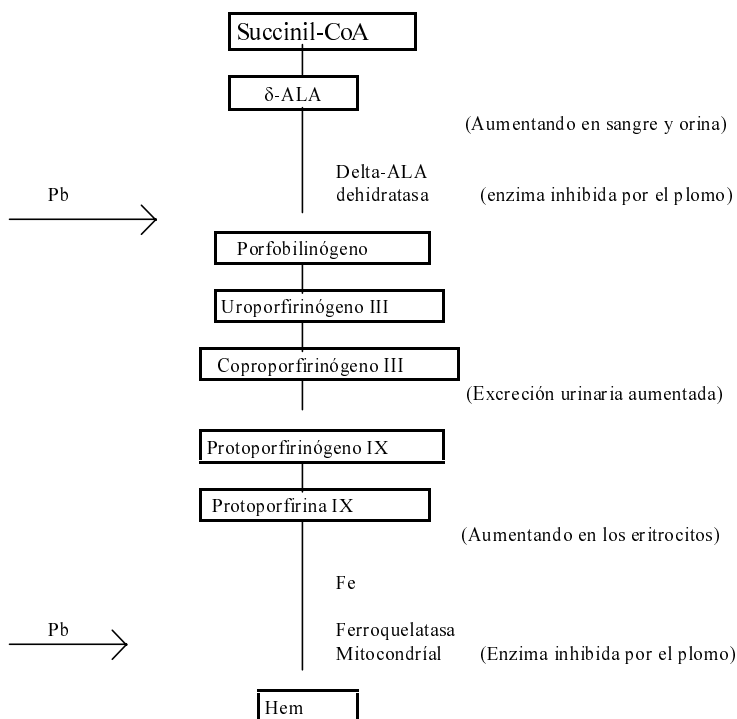 Succinil-CoA
δ-ALA
(Aumentando en sangre y orina)
Delta-ALA
Pb dehidratasa (enzima inhibida por el plomo)
Porfobilinógeno
Uroporfirinógeno III
Coproporfirinógeno III
(Excreción urinaria aumentada)
Protoporfirinógeno IX
Protoporfirina IX
(Aumentando en los eritrocitos)
Fe
Pb Ferroquelatasa
Mitocondríal (Enzima inhibida por el plomo)
Hem